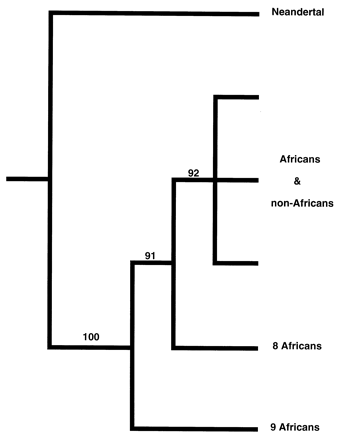 Neandertal
92
Africans
&
non-Africans
91
100
8 Africans
9 Africans